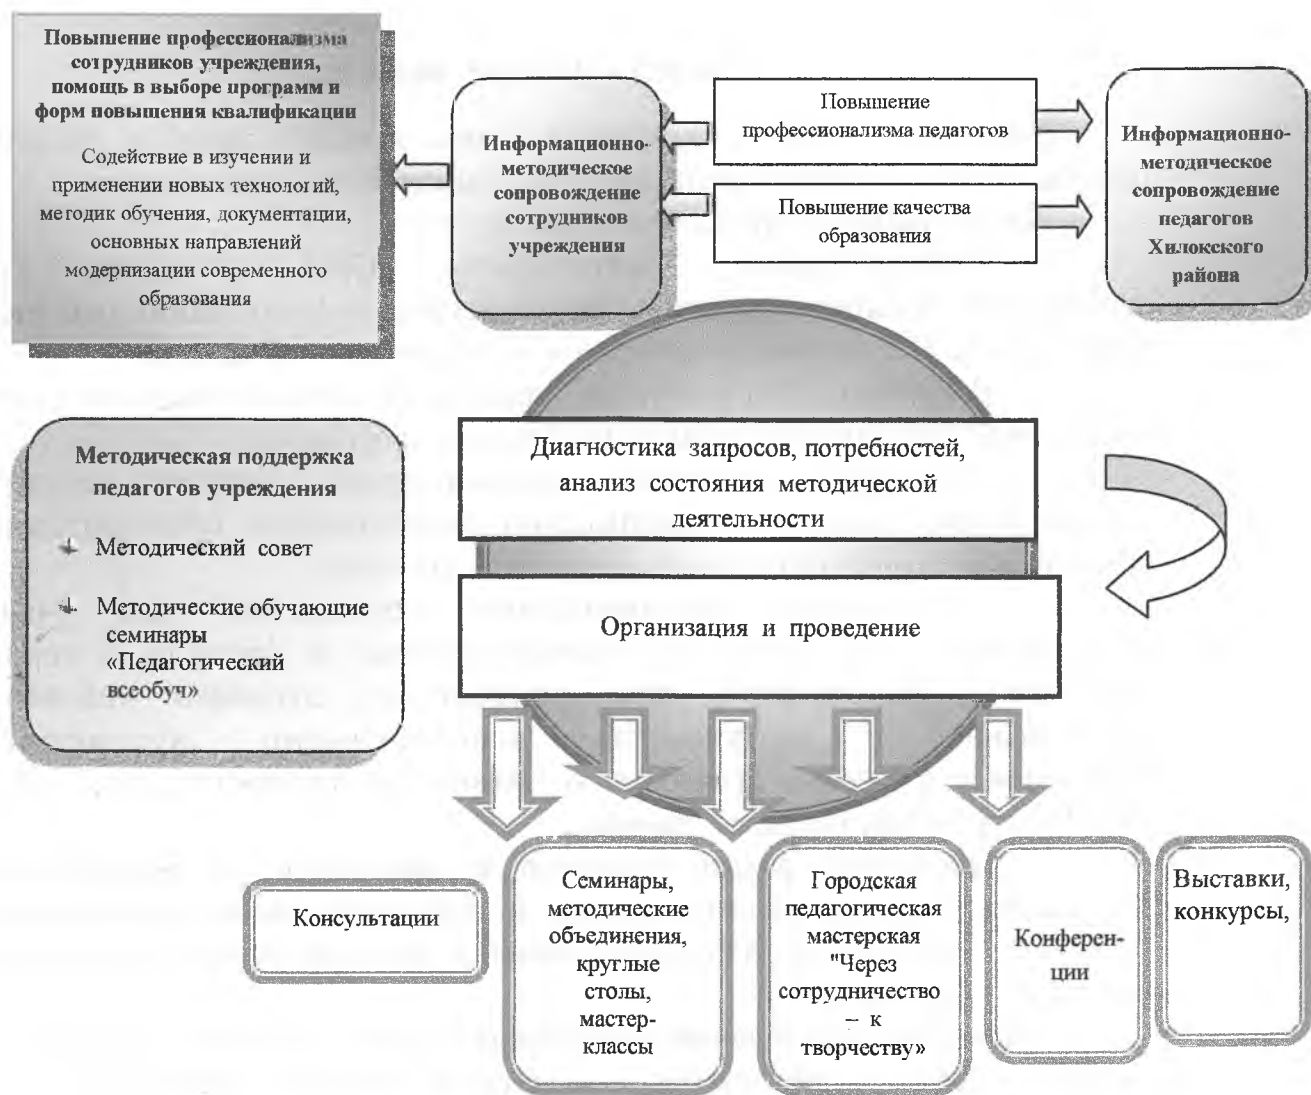 Повышение профессионализма
сотрудников учреждения,
помощь в выборе программ и
форм повышения квалификации
Содействие в изучении и
применении новых технологий,
методик обучения, документации,
основных направлений
модернизации современного
образования
Информационно-
методическое
сопровождение
сотрудников
учреждения
Повышение
профессионализма педагогов
Повышение качества
образования
Информационно-
методическое
сопровождение
педагогов
Хилокского
района
Методическая поддержка
педагогов учреждения
Методический совет
Методические обучающие
семинары
«Педагогический
всеобуч»
Диагностика запросов, потребностей,
анализ состояния методической
деятельности
Организация и проведение
Консультации
Семинары,
методические
объединения,
круглые
столы,
мастер-
классы
Городская
педагогическая
мастерская
"Через
сотрудничество
– к
творчеству»
Конферен-
ции
Выставки,
конкурсы,